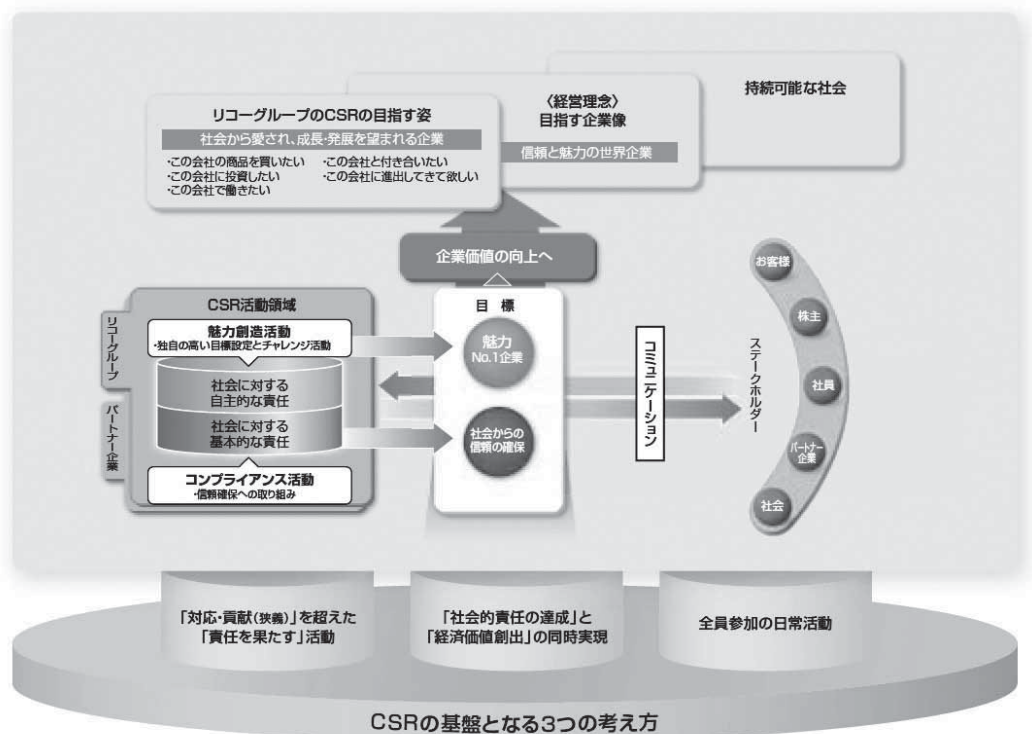 持続可能な社会
〈経営理念〉
目指す企業像
信頼と魅力の世界企業
リコーグループのCSRの目指す姿
社会から愛され、成長・発展を望まれる企業
・この会社の商品を買いたい
・この会社に投資したい
・この会社で働きたい
・この会社と付き合いたい
・この会社に進出してきて欲しい
企業価値の向上へ
リコーグループ
パートナー企業
CSR活動領域
魅力創造活動
・独自の高い目標設定とチャレンジ活動
社会に対する
自主的な責任
社会に対する
基本的な責任
コンプライアンス活動
・信頼確保への取り組み
目 標
魅力
No.1企業
社会からの
信頼の確保
コミュニケーション
ステークホルダー
お客様
株主
社員
パートナー
企業
社会
「対応・貢献(狭義)」を超えた
「責任を果たす」活動
「社会的責任の達成」と
「経済価値創出」の同時実現
全員参加の日常活動
CSRの基盤となる3つの考え方